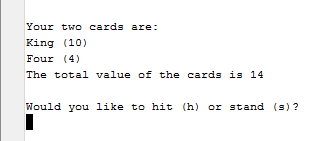 Your two cards are:
King (10)
Four (4)
The total value of the cards is 14
Would you like to hit (h) or stand (s)?